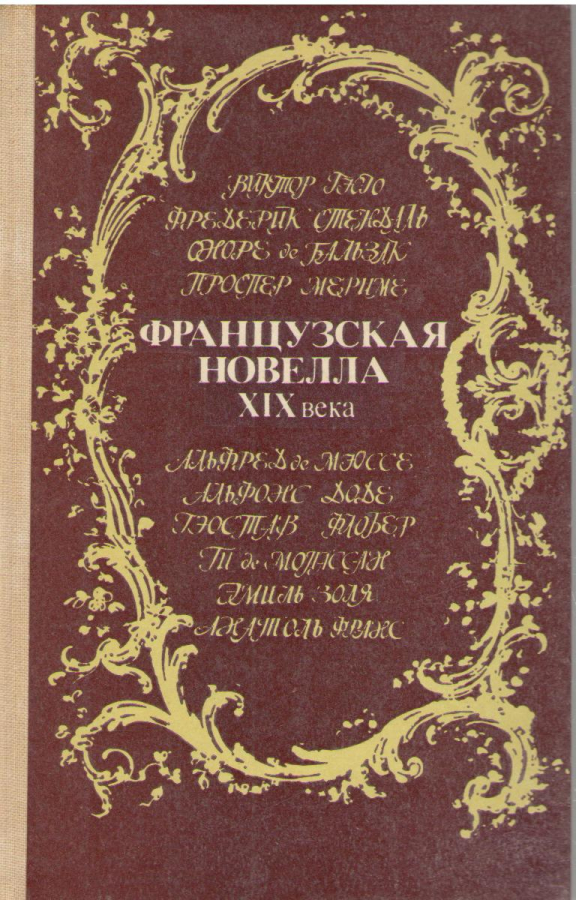 ВИКТОР ГЮГО
ФРЕДЕРИК СТЕНДАЛЬ
ОНОРЕ де БАЛЬЗАК
ПРОСПЕР МЕРИМЕ
ФРАНЦУЗСКАЯ
НОВЕЛЛА
XIX века
АЛЬФРЕД де МЮССЕ
АЛЬФОНС ДОДЕ
ГЮСТАВ ФЛОБЕР
ГИ де МОПАССАН
ЭМИЛЬ ЗОЛЯ
АНАТОЛЬ ФРАНС